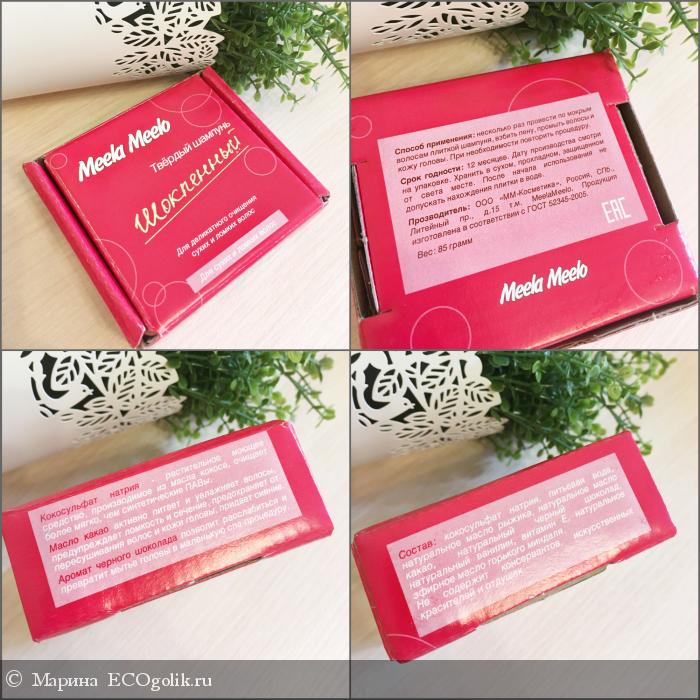 Meela Meelo
Твёрдый шампунь
Шокпенный
Для деликатного очищения
сухих и ломких волос
Для сухих и ломких волос
Способ применения: несколько раз провести по мокрым
волосам плиткой шампуня, взбить пену, промыть волосы и
кожу головы. При необходимости повторить процедуру.
Срок годности: 12 месяцев. Дату производства смотри
на упаковке. Хранить в сухом, прохладном, защищенном
от света месте. После начала использования не
допускать нахождения плитки в воде.
Прозводитель: ООО «ММ-Косметика», Россия, СПб.,
Литейный пр., д.15 т.м. MeelaMeelo. Продукция
изготовлена в соответствии с ГОСТ 52345-2005.
Вес: 85 грамм
EAC
Meela Meelo
Кокосульфат натрия - растительное моющее
средство, производимое из масла кокоса, очищает
более мягко, чем синтетические ПАВы.
Масло какао активно питает и увлажняет волосы,
предупреждает ломкость и сечение, предохраняет от
пересушивания волос и кожи головы, придает сияние.
Аромат черного шоколада позволит расслабиться и
превратит мытье головы в маленькую спа процедуру.
Состав: кокосульфат натрия, питьевая вода,
натуральное масло рыжика, натуральное масло
какао, натуральный черный шоколад,
натуральный ванилин, витамин Е, натуральное
эфирное масло горького миндаля.
Не содержит консервантов, искусственных
красителей и отдушек
© Марина ECOgolik.ru